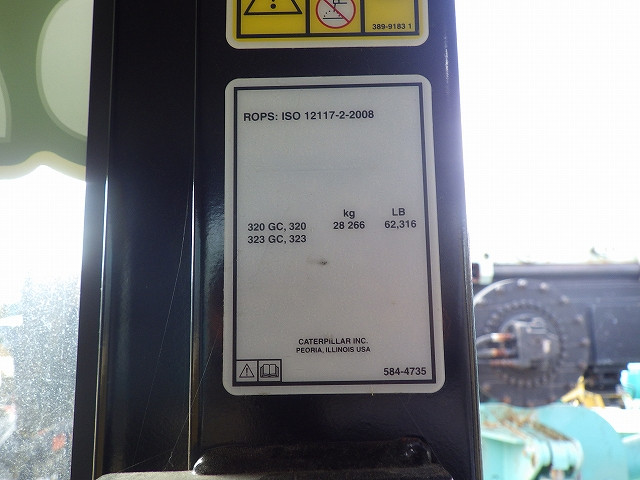 389-9183 1
ROPS: ISO 12117-2-2008
kg LB
320 GC, 320 28 266 62,316
323 GC, 323
CATERPILLAR INC.
PEORIA, ILLINOIS USA
584-4735